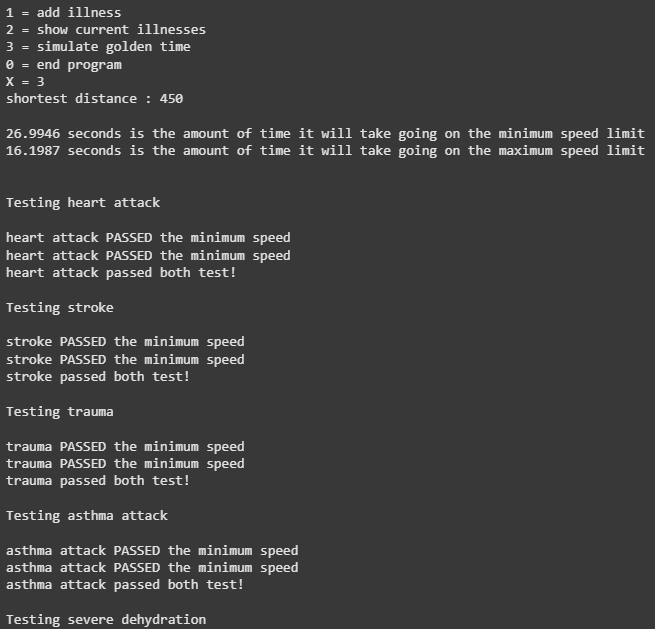 1 = add illness
2 = show current illnesses
3 = simulate golden time
0 = end program
X = 3
shortest distance : 450
26.9946 seconds is the amount of time it will take going on the minimum speed limit
16.1987 seconds is the amount of time it will take going on the maximum speed limit
Testing heart attack
heart attack PASSED the minimum speed
heart attack PASSED the minimum speed
heart attack passed both test!
Testing stroke
stroke PASSED the minimum speed
stroke PASSED the minimum speed
stroke passed both test!
Testing trauma
trauma PASSED the minimum speed
trauma PASSED the minimum speed
trauma passed both test!
Testing asthma attack
asthma attack PASSED the minimum speed
asthma attack PASSED the minimum speed
asthma attack passed both test!
Testing severe dehydration